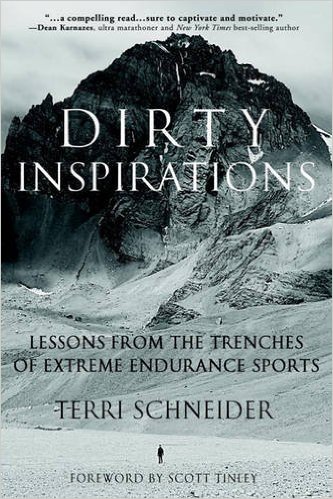 "...a compelling read...sure to captivate and motivate."
— Dean Karnazes, ultra marathoner and New York Times best-selling author
DIRTY
INSPIRATIONS
LESSONS FROM THE TRENCHES
OF EXTREME ENDURANCE SPORTS
TERRI SCHNEIDER
FOREWORD BY SCOTT TINLEY